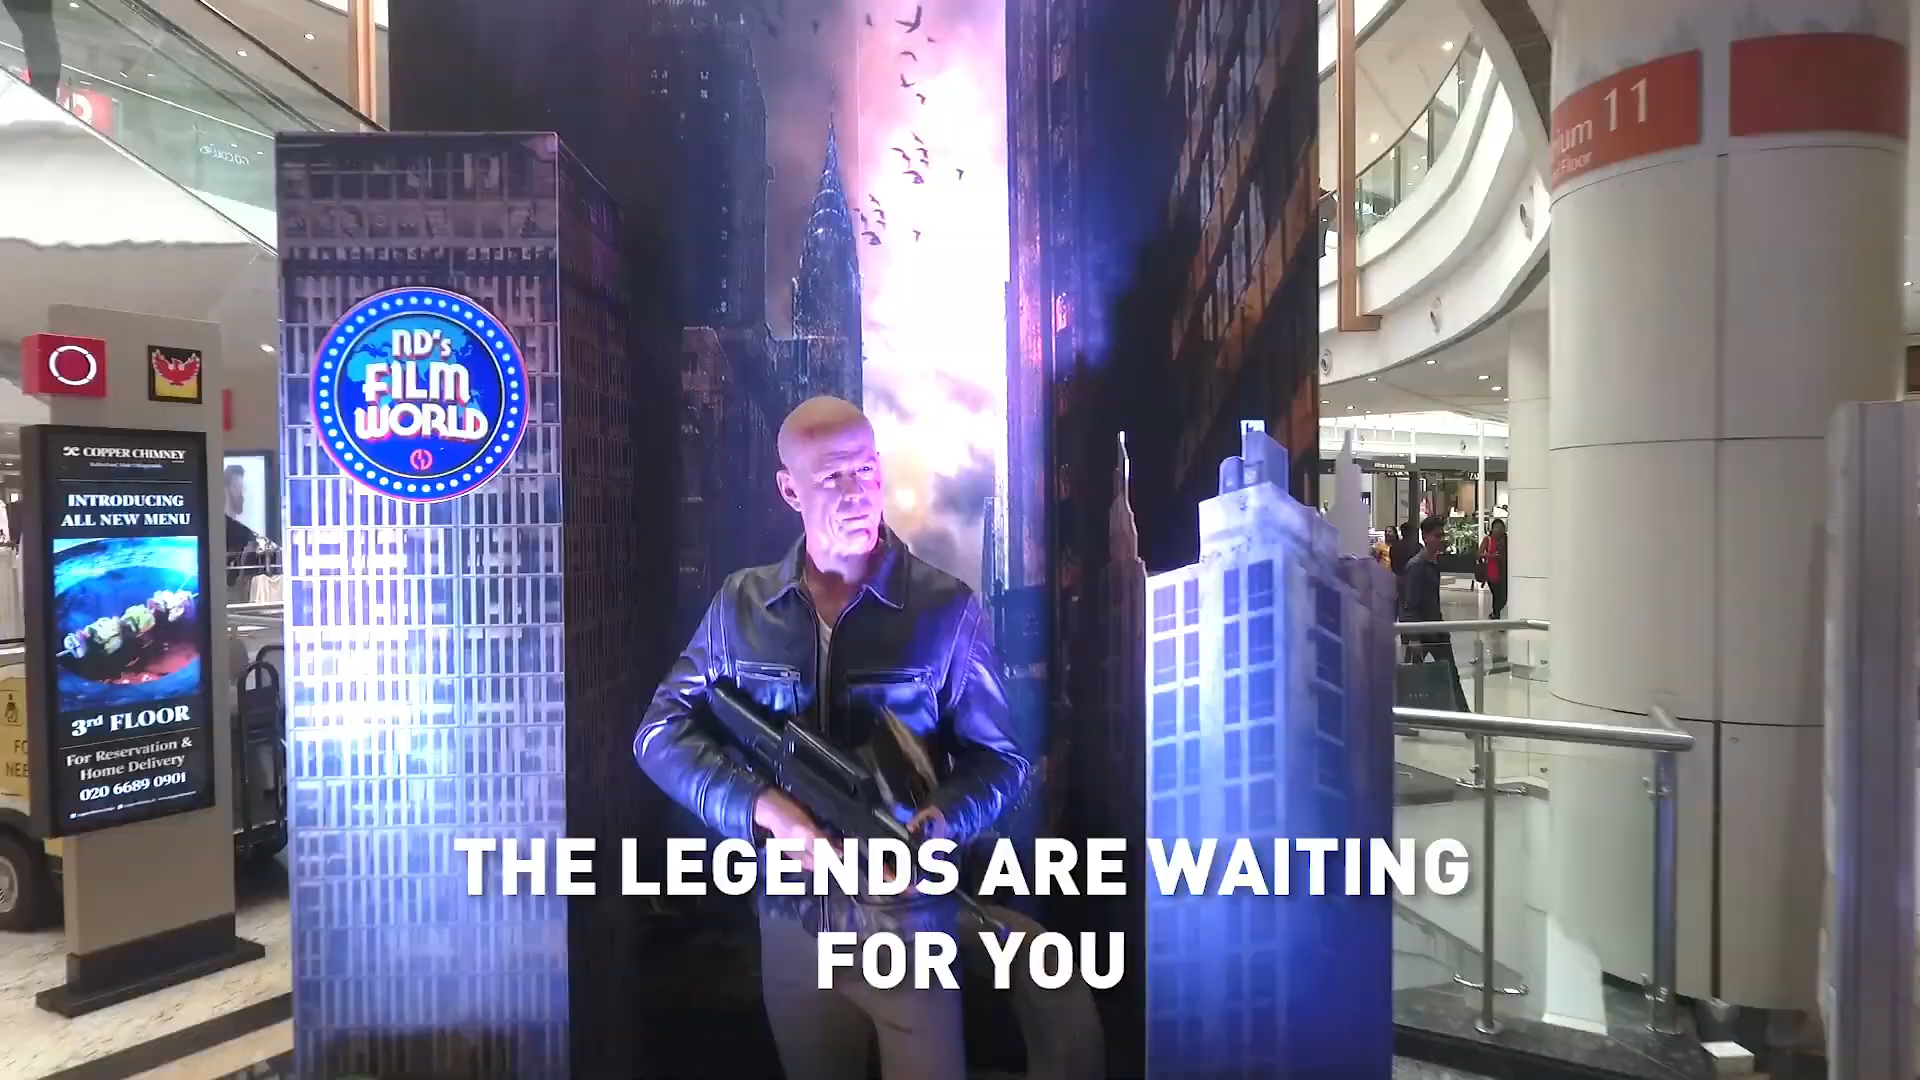 ND's
FILM
WORLD
COPPER CHIMNEY
INTRODUCING
ALL NEW MENU
3rd FLOOR
For Reservation &
Home Delivery
020 6689 0901
11
Floor
THE LEGENDS ARE WAITING
FOR YOU